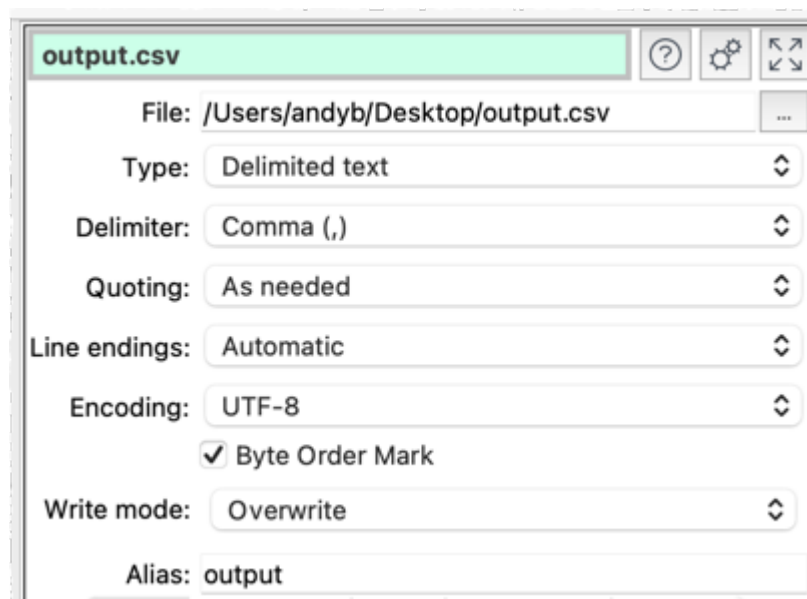 output.csv
File: /Users/andyb/Desktop/output.csv ...
Type: Delimited text
Delimiter: Comma (,)
Quoting: As needed
Line endings: Automatic
Encoding: UTF-8
Byte Order Mark
Write mode: Overwrite
Alias: output